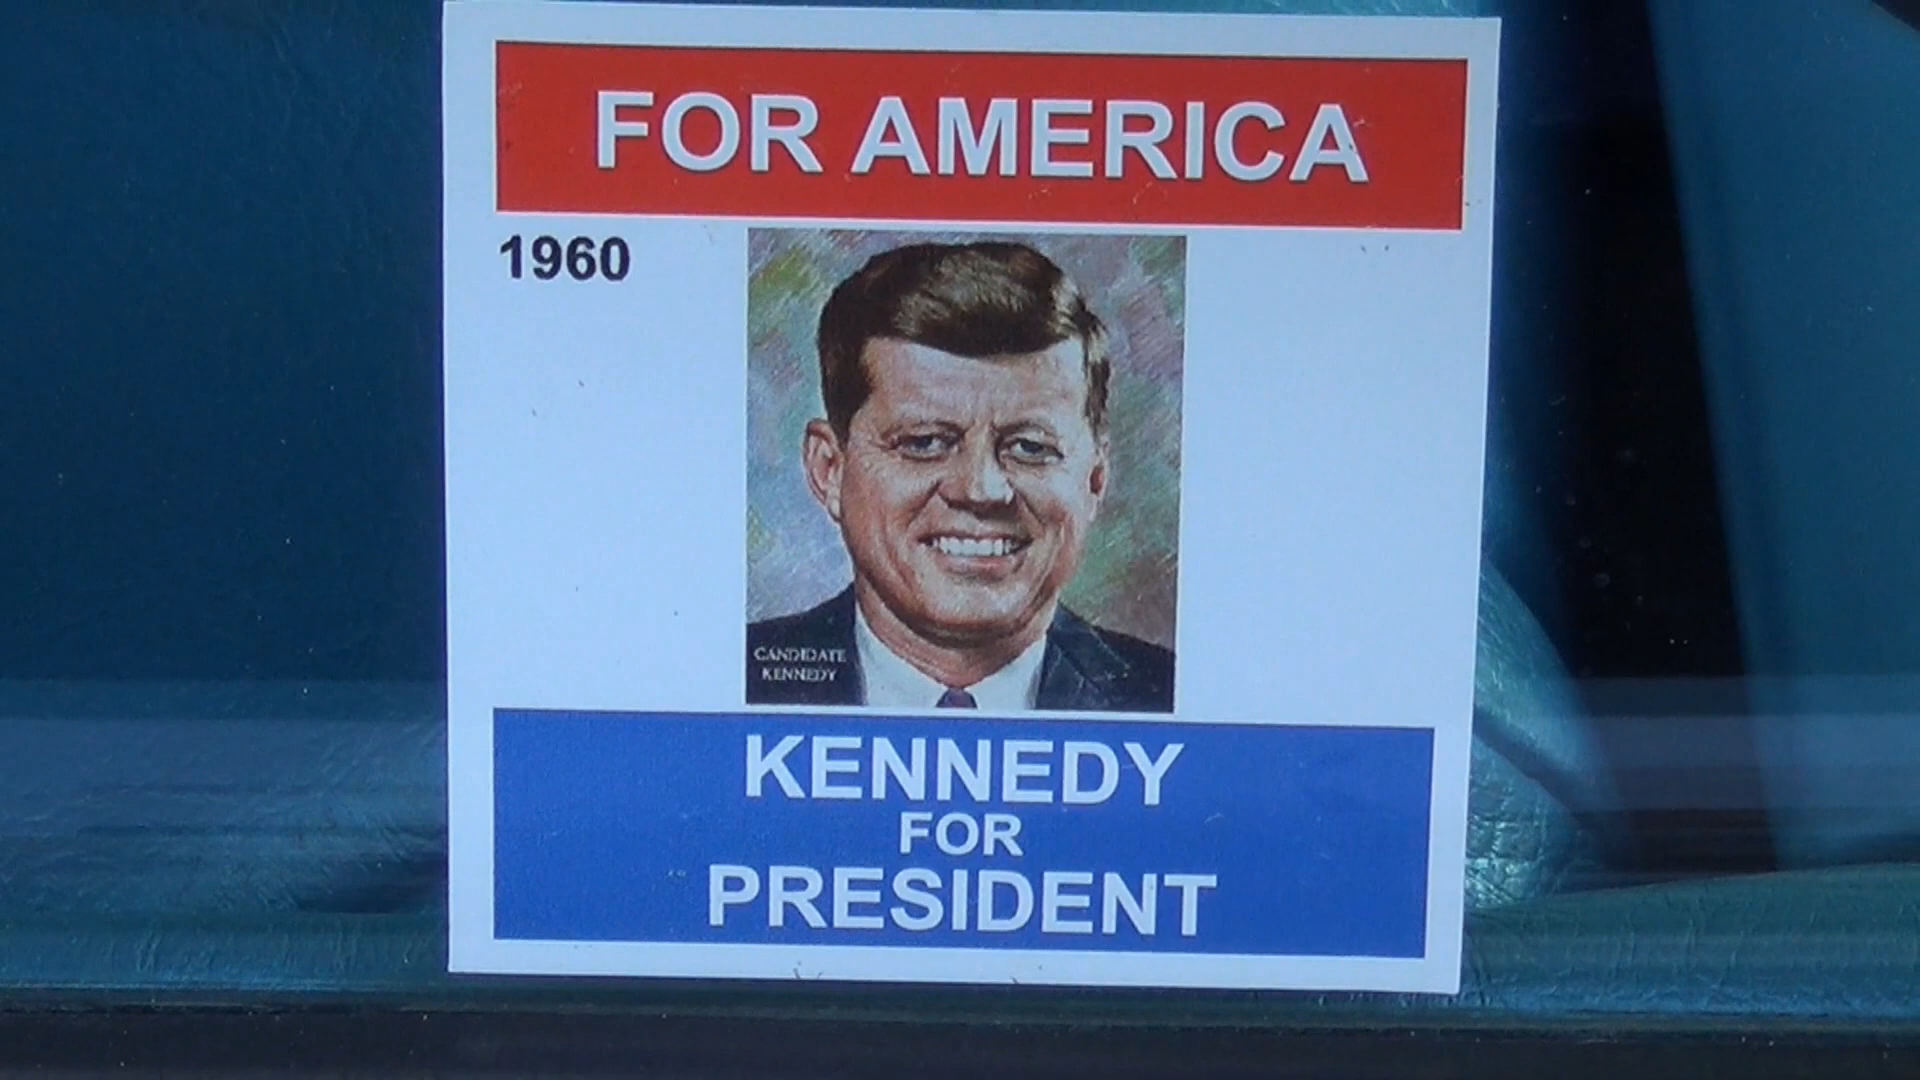 FOR AMERICA
1960
CANDIDATE
KENNEDY
KENNEDY
FOR
PRESIDENT